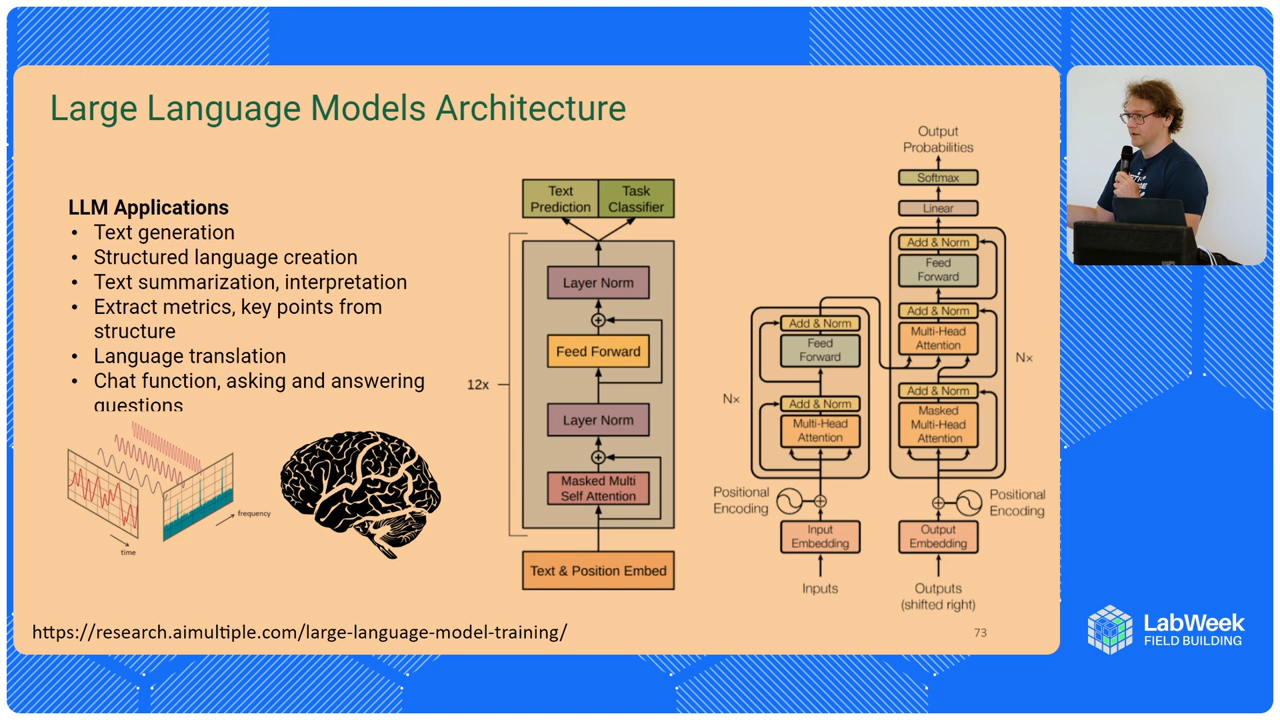 Large Language Models Architecture
LLM Applications
• Text generation
• Structured language creation
• Text summarization, interpretation
• Extract metrics, key points from
structure
• Language translation
• Chat function, asking and answering
questions
time
frequency
Text
Prediction
Task
Classifier
Layer Norm
Feed Forward
12x
Layer Norm
Masked Multi
Self Attention
Text & Position Embed
Output
Probabilities
Softmax
Linear
Add & Norm
Feed
Forward
Add & Norm
Multi-Head
Attention
Nx
Add & Norm
Masked
Multi-Head
Attention
Add & Norm
Feed
Forward
Nx
Add & Norm
Multi-Head
Attention
Positional
Encoding
Positional
Encoding
Input
Embedding
Output
Embedding
Inputs
Outputs
(shifted right)
https://research.aimultiple.com/large-language-model-training/
73
LabWeek
FIELD BUILDING